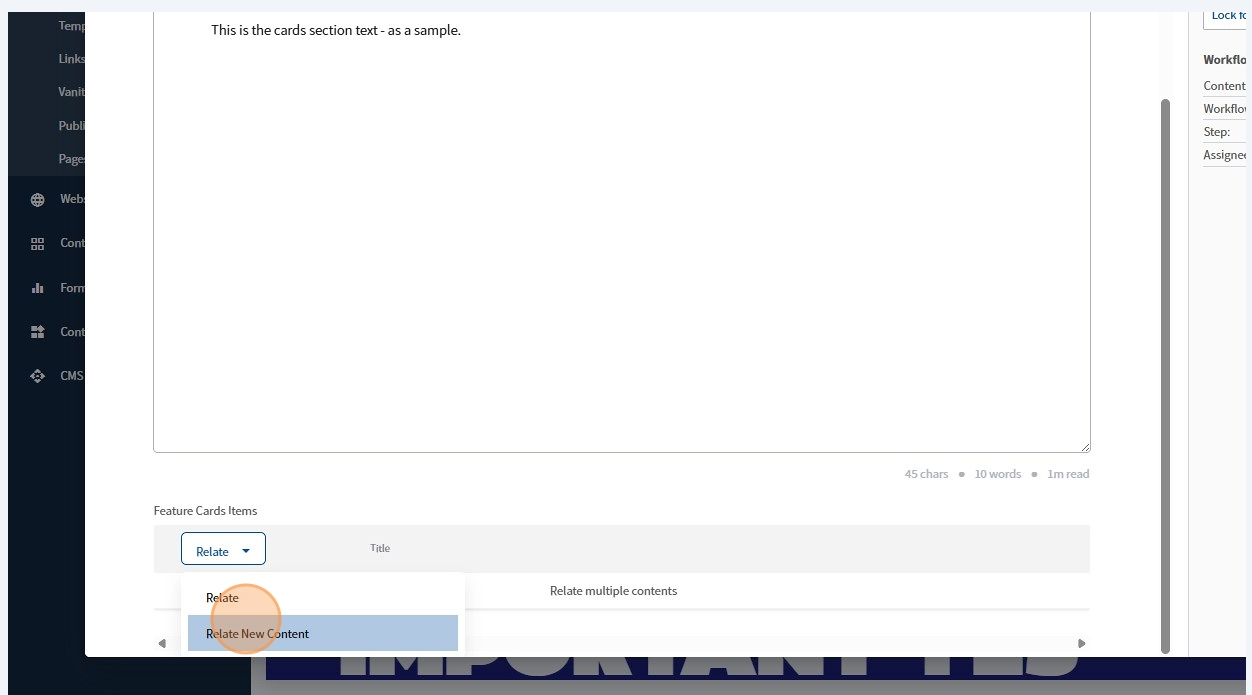 Temp
Links
Vanit
Publi
Pages
Webs
Cont
Form
Cont
CMS
This is the cards section text - as a sample.
45 chars • 10 words • 1m read
Feature Cards Items
Relate
Title
Relate
Relate New Content
Relate multiple contents
Lock fo
Workflo
Content
Workflow
Step:
Assignee